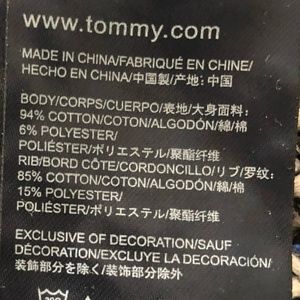 www.tommy.com
MADE IN CHINA/FABRIQUÉ EN CHINE/
HECHO EN CHINA/中国製/产地: 中国
BODY/CORPS/CUERPO/表地/大身面料:
94% COTTON/COTON/ALGODÓN/綿/棉
6% POLYESTER/
POLIÉSTER/ポリエステル/聚酯纤维
RIB/BORD CÔTE/CORDONCILLO/リブ/罗纹:
85% COTTON/COTON/ALGODÓN/綿/棉
15% POLYESTER/
POLIÉSTER/ポリエステル/聚酯纤维
EXCLUSIVE OF DECORATION/SAUF
DÉCORATION/EXCLUYE LA DECORACIÓN/
装飾部分を除く/装饰部分除外